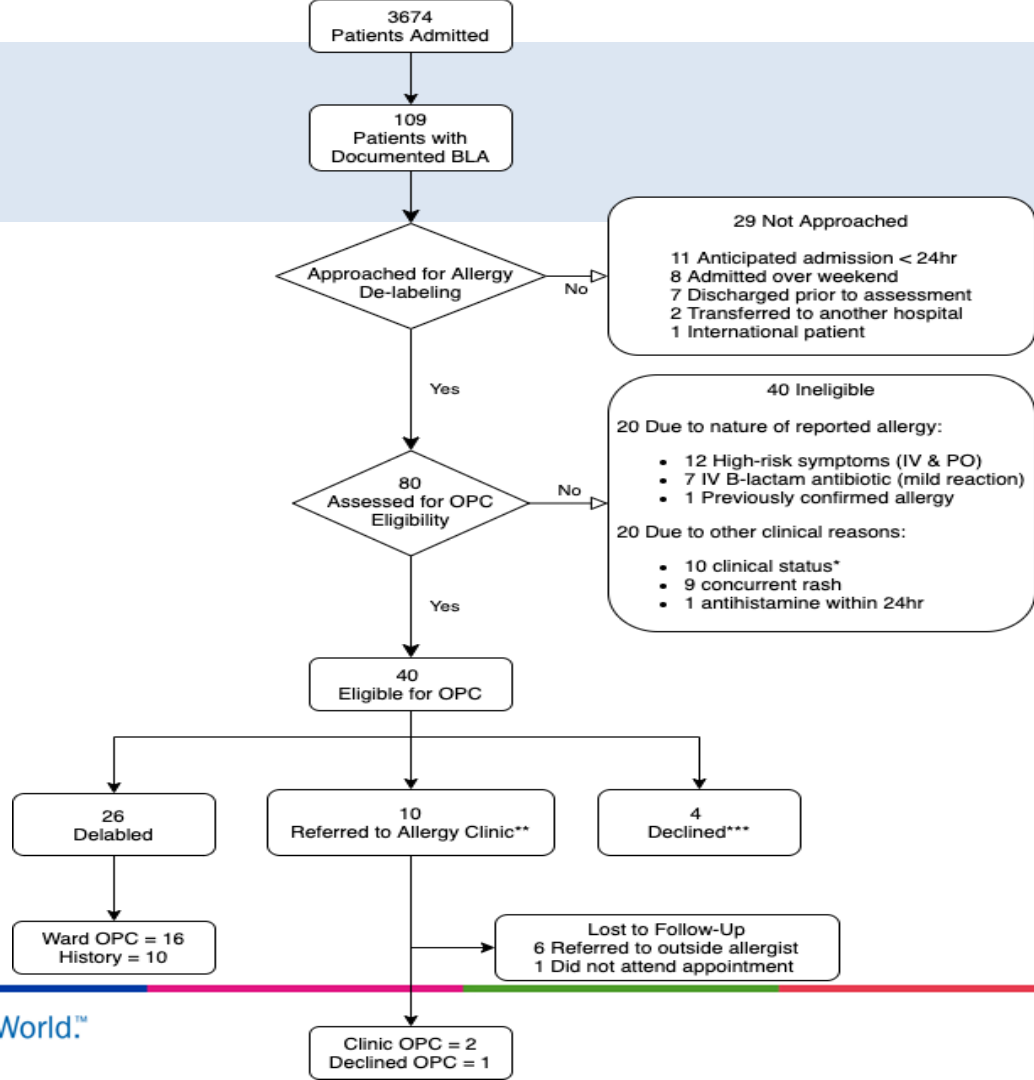 3674
Patients Admitted
109
Patients with
Documented BLA
Approached for Allergy
De-labeling
No
29 Not Approached
11 Anticipated admission < 24hr
8 Admitted over weekend
7 Discharged prior to assessment
2 Transferred to another hospital
1 International patient
Yes
80
Assessed for OPC
Eligibility
No
40 Ineligible
20 Due to nature of reported allergy:
• 12 High-risk symptoms (IV & PO)
• 7 IV B-lactam antibiotic (mild reaction)
• 1 Previously confirmed allergy
20 Due to other clinical reasons:
• 10 clinical status*
• 9 concurrent rash
• 1 antihistamine within 24hr
Yes
40
Eligible for OPC
26
Delabled
10
Referred to Allergy Clinic**
4
Declined***
Ward OPC = 16
History = 10
Lost to Follow-Up
6 Referred to outside allergist
1 Did not attend appointment
World.™
Clinic OPC = 2
Declined OPC = 1